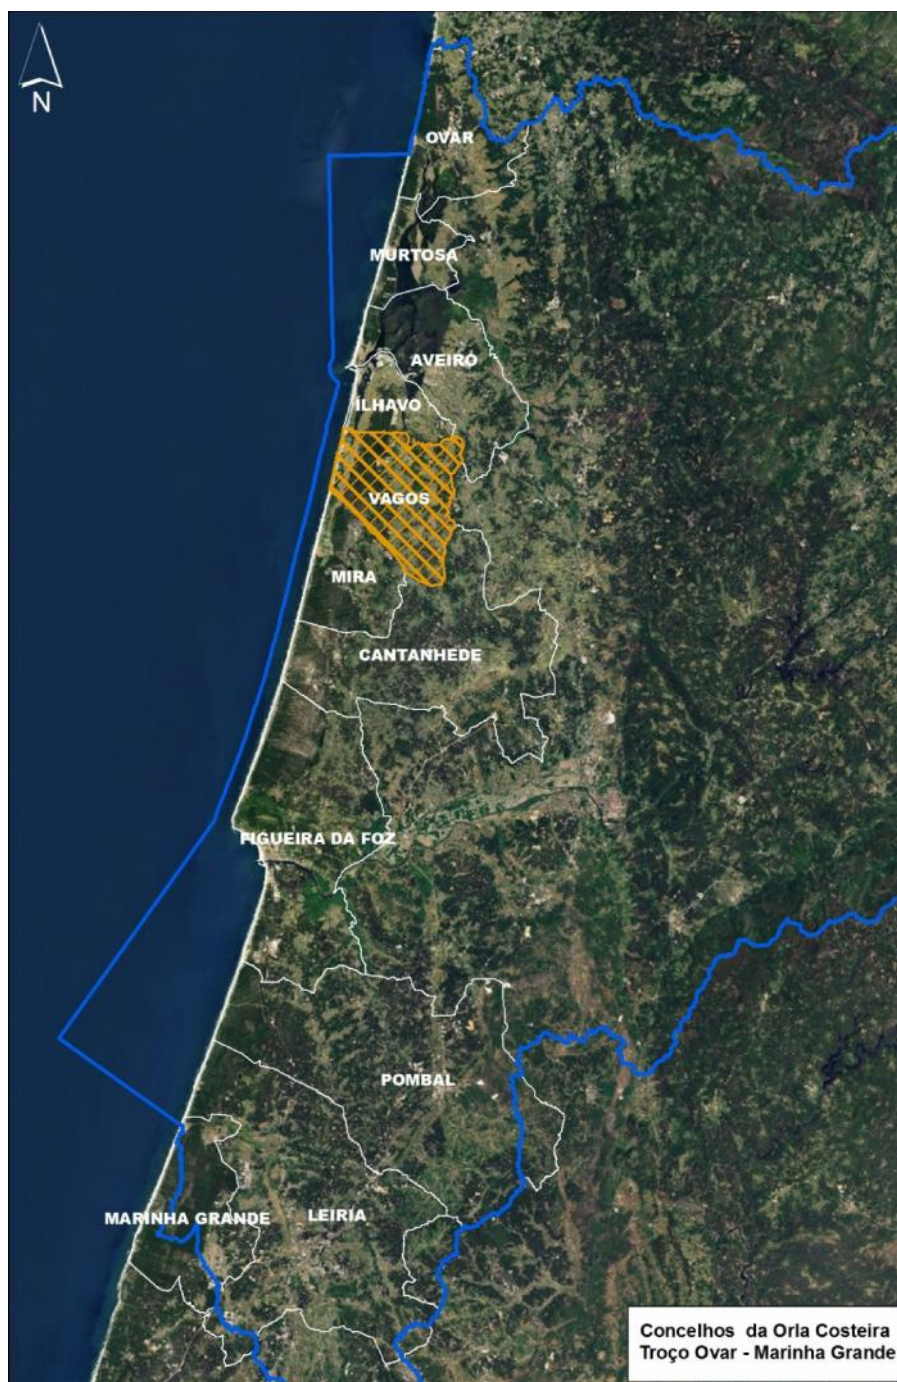 N
OVAR
MURTOSA
AVEIRO
ÍLHAVO
VAGOS
MIRA
CANTANHEDE
FIGUEIRA DA FOZ
POMBAL
MARINHA GRANDE
LEIRIA
Concelhos da Orla Costeira
Troço Ovar - Marinha Grande